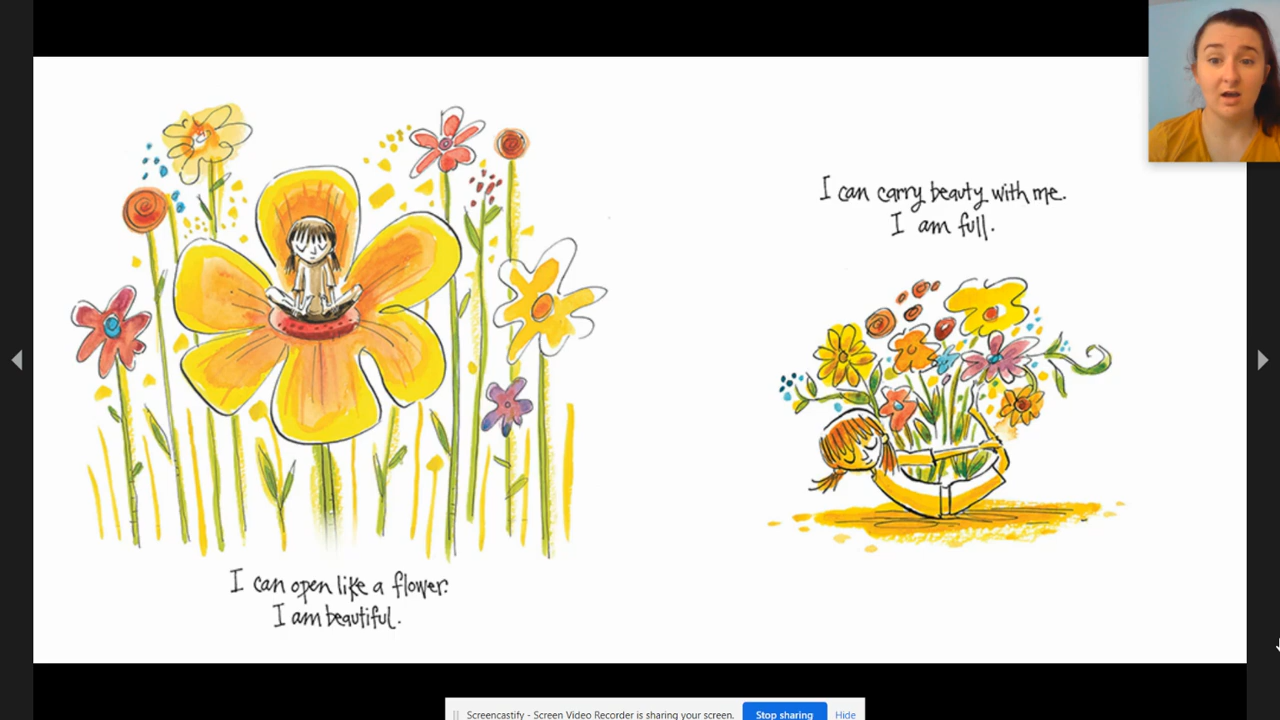 I can open like a flower.
I am beautiful.
I can carry beauty with me.
I am full.
Screencastify - Screen Video Recorder is sharing your screen.
Stop sharing
Hide